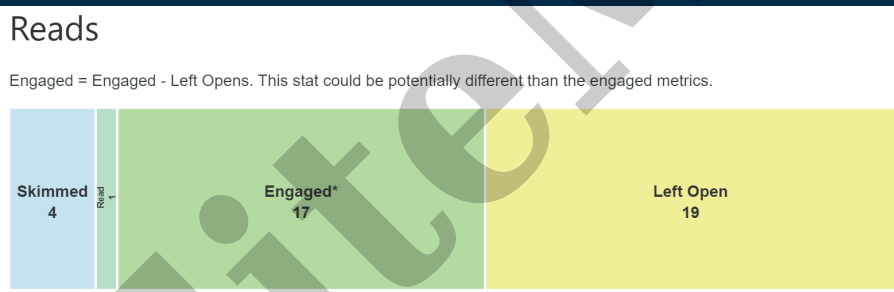 Reads
Engaged = Engaged - Left Opens. This stat could be potentially different than the engaged metrics.
Skimmed
4
Read
1
Engaged*
17
Left Open
19